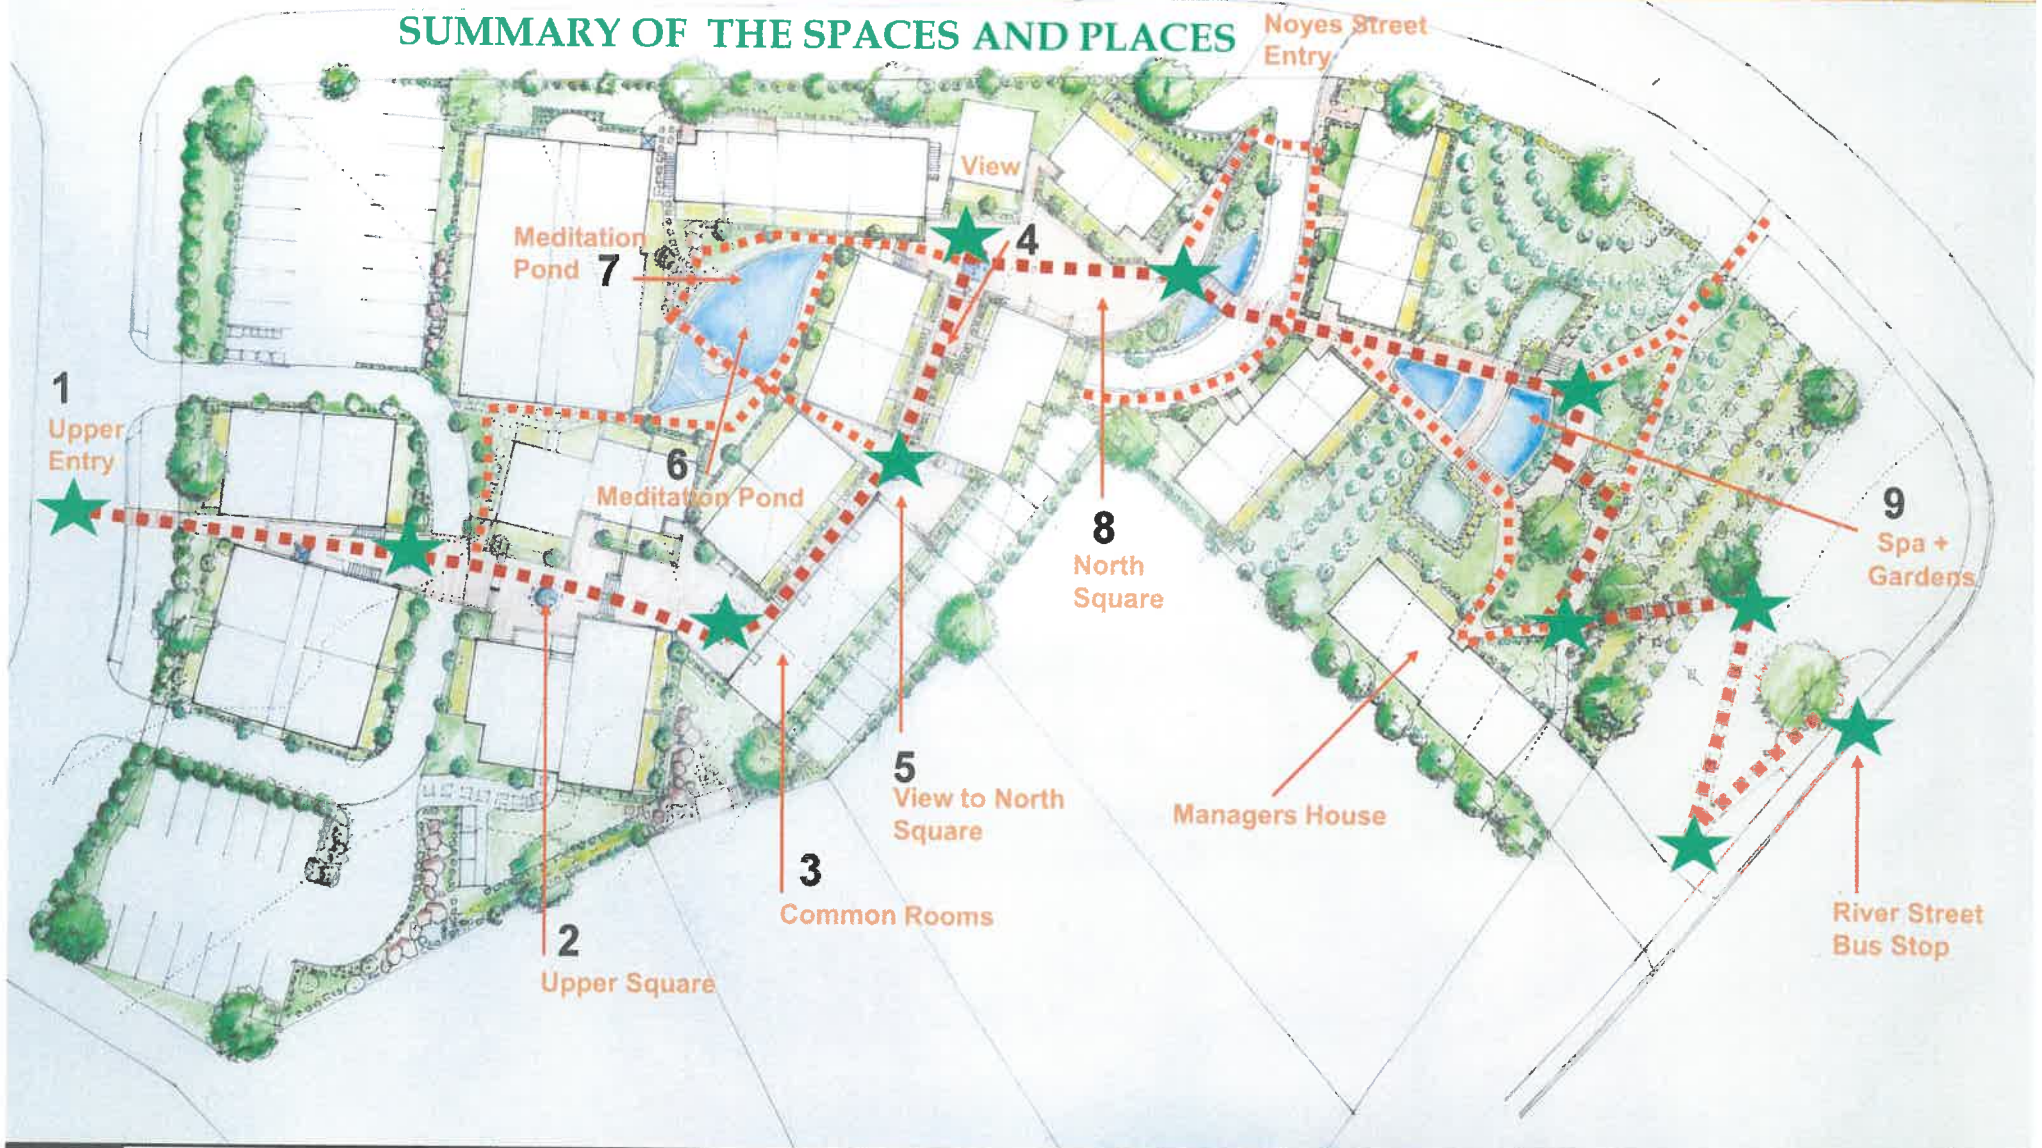 SUMMARY OF THE SPACES AND PLACES
Noyes Street
Entry
View
4
Meditation
Pond
7
1
Upper
Entry
6
Meditation Pond
8
North
Square
9
Spa +
Gardens
5
View to North
Square
Managers House
3
Common Rooms
River Street
Bus Stop
2
Upper Square